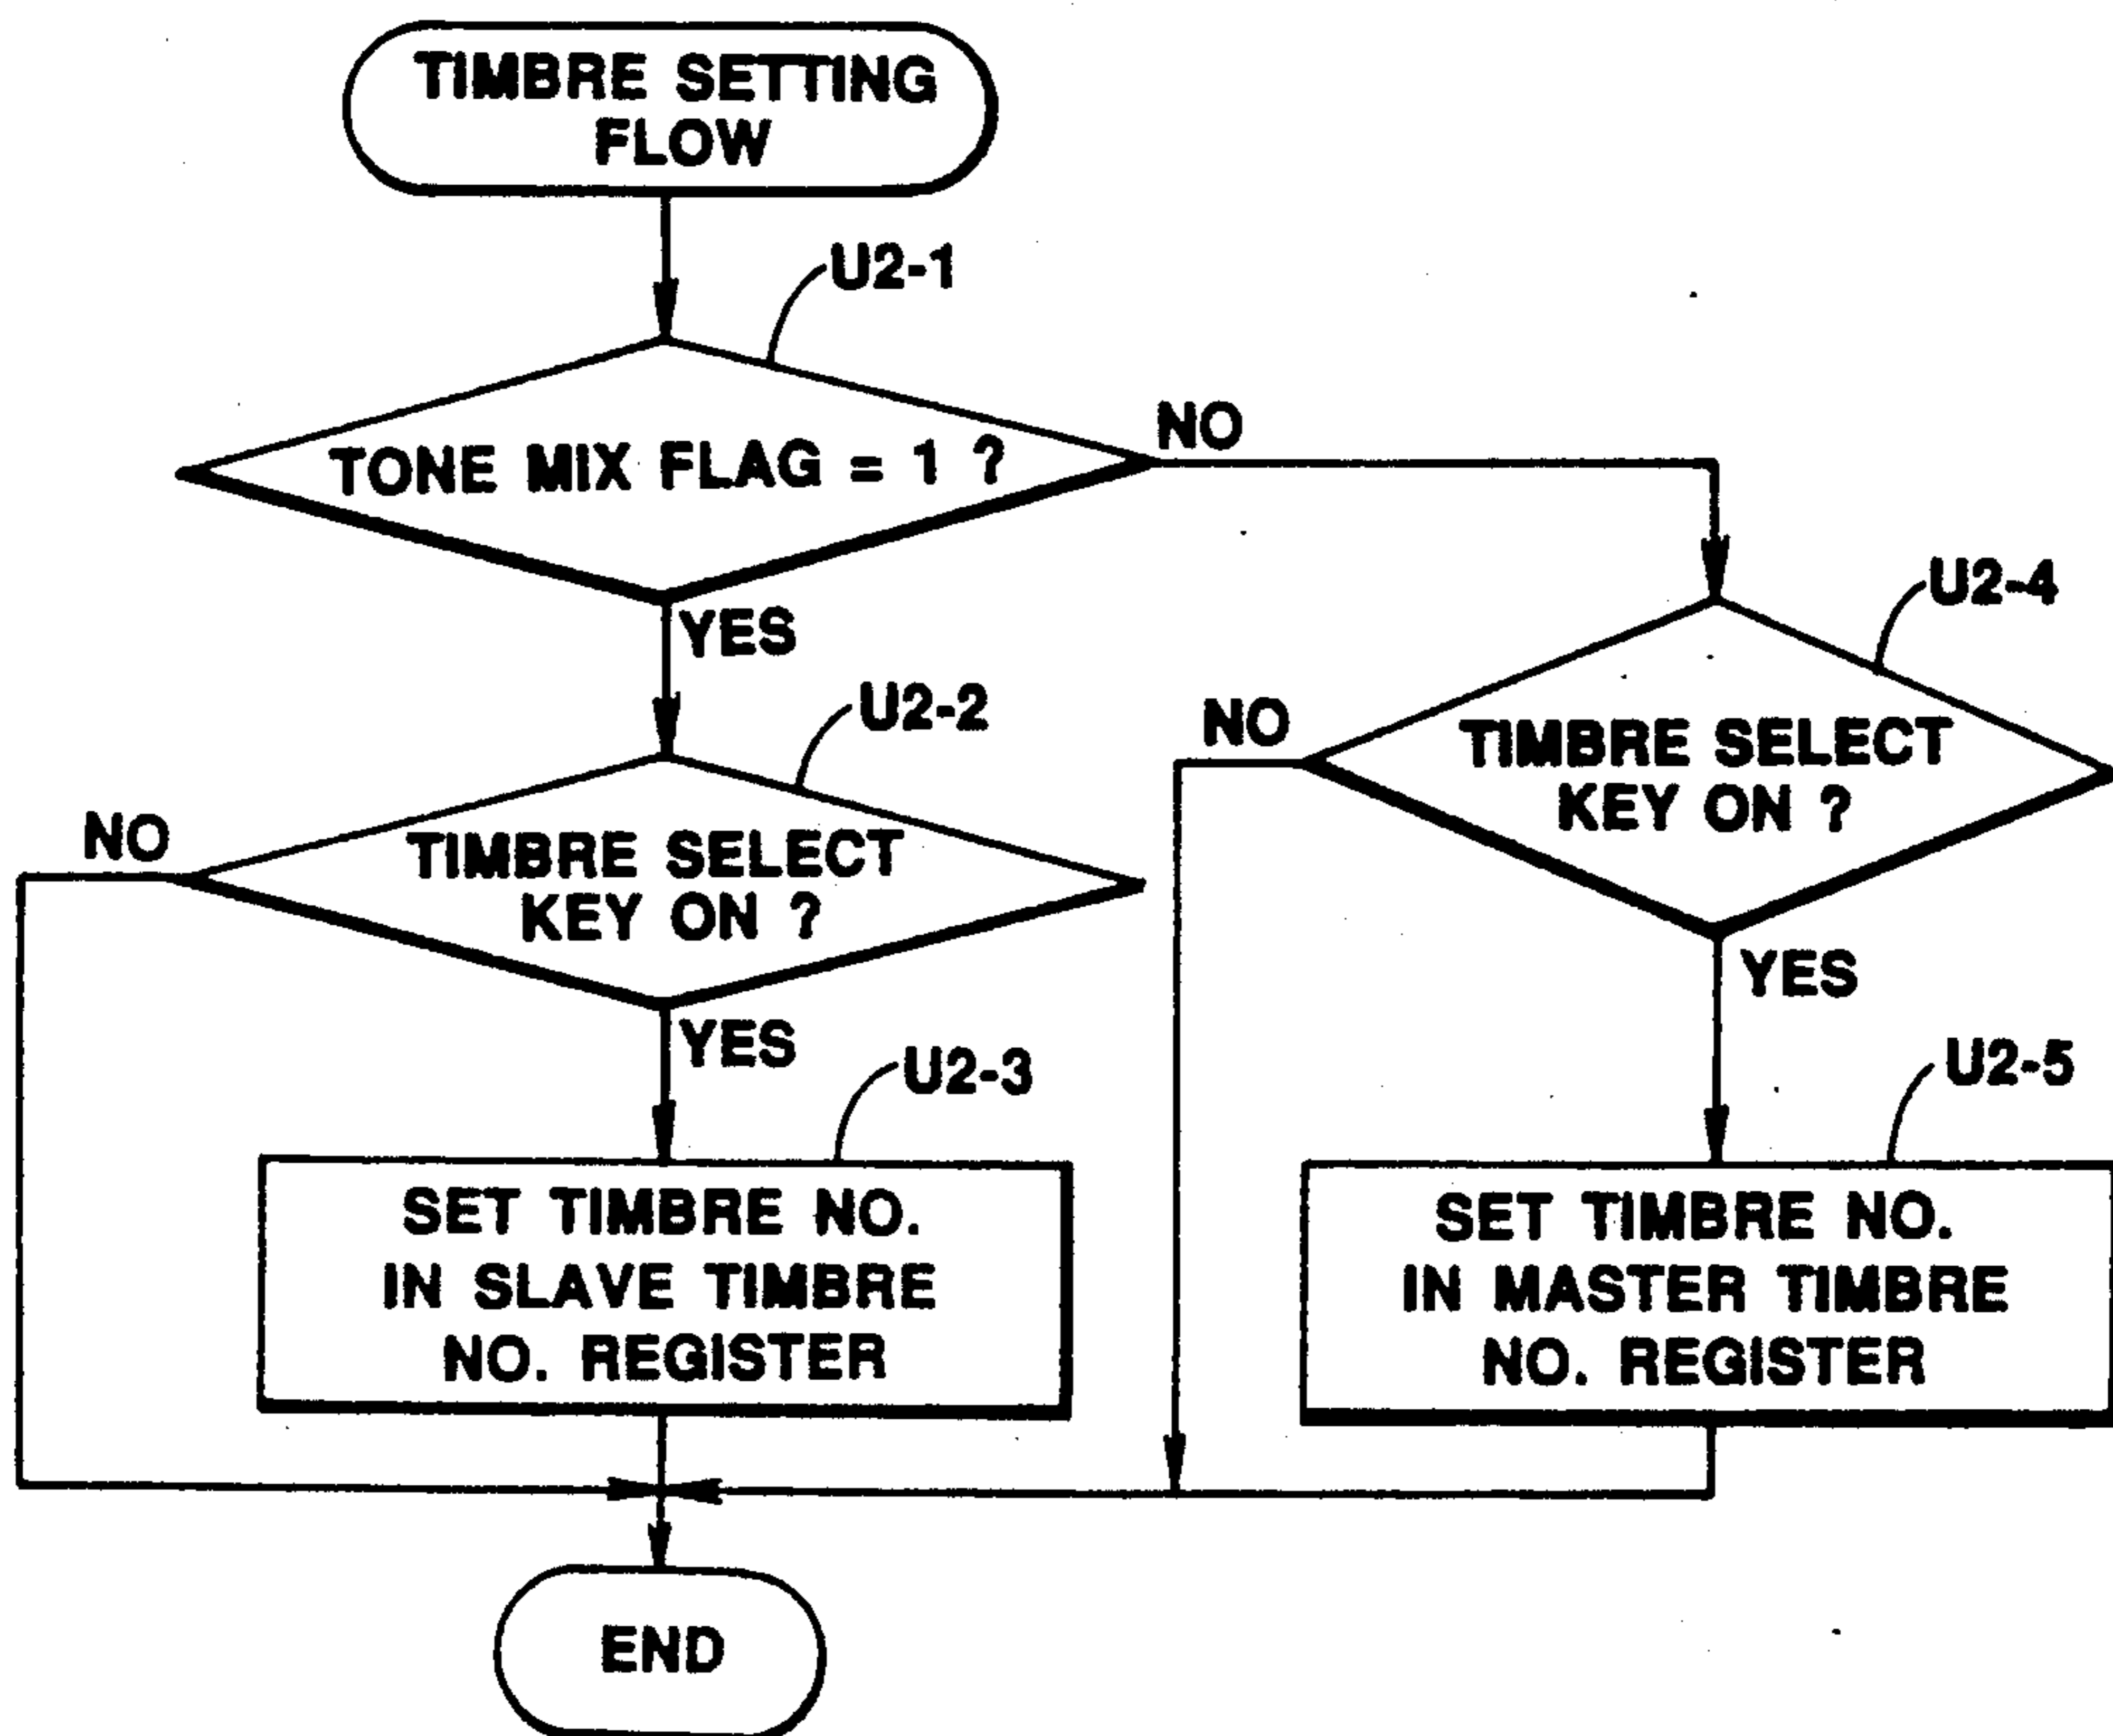 TIMBRE SETTING
FLOW
U2-1
TONE MIX FLAG = 1 ?
NO
YES
U2-2
TIMBRE SELECT
KEY ON ?
NO
YES
U2-3
SET TIMBRE NO.
IN SLAVE TIMBRE
NO. REGISTER
U2-4
TIMBRE SELECT
KEY ON ?
NO
YES
U2-5
SET TIMBRE NO.
IN MASTER TIMBRE
NO. REGISTER
END